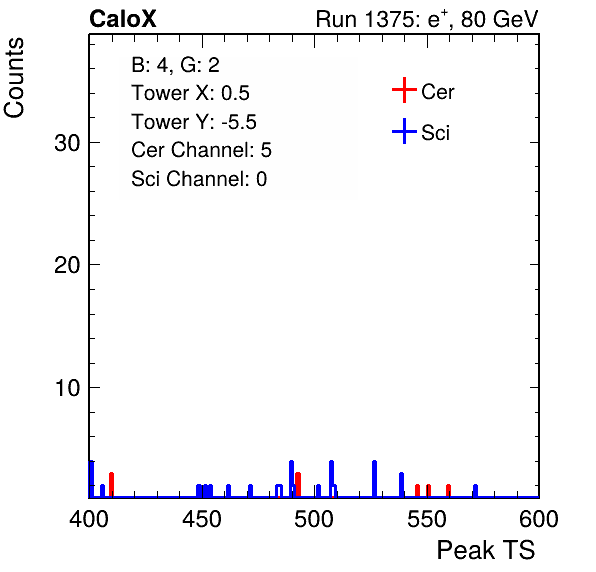 CaloX Run 1375: e⁺, 80 GeV
Counts
B: 4, G: 2
Tower X: 0.5
Tower Y: -5.5
Cer Channel: 5
Sci Channel: 0
Cer
Sci
30
20
10
400 450 500 550 600
Peak TS